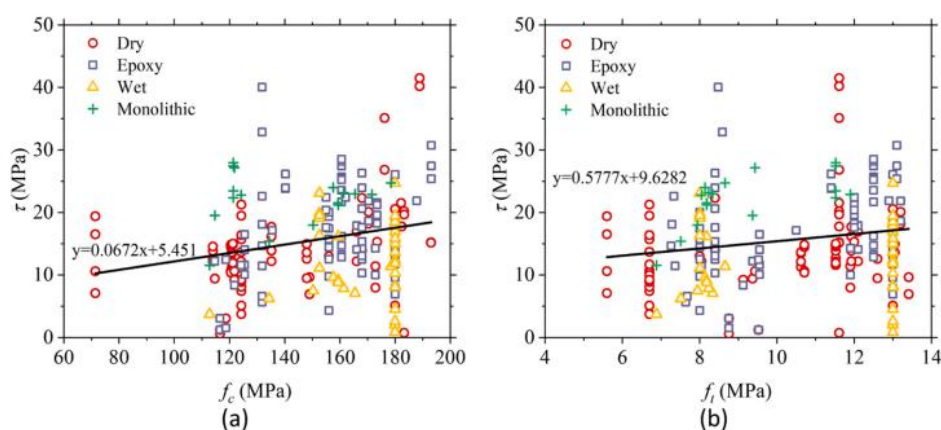 50
40
30
20
10
0
τ (MPa)
Dry
Epoxy
Wet
Monolithic
y=0.0672x+5.451
60 80 100 120 140 160 180 200
f_c (MPa)
(a)
50
40
30
20
10
0
τ (MPa)
Dry
Epoxy
Wet
Monolithic
y=0.5777x+9.6282
4 6 8 10 12 14
f_t (MPa)
(b)